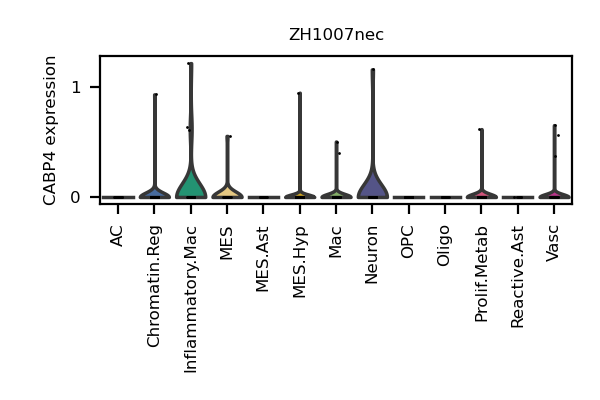 ZH1007nec
CABP4 expression
1
0
AC
Chromatin.Reg
Inflammatory.Mac
MES
MES.Ast
MES.Hyp
Mac
Neuron
OPC
Oligo
Prolif.Metab
Reactive.Ast
Vasc